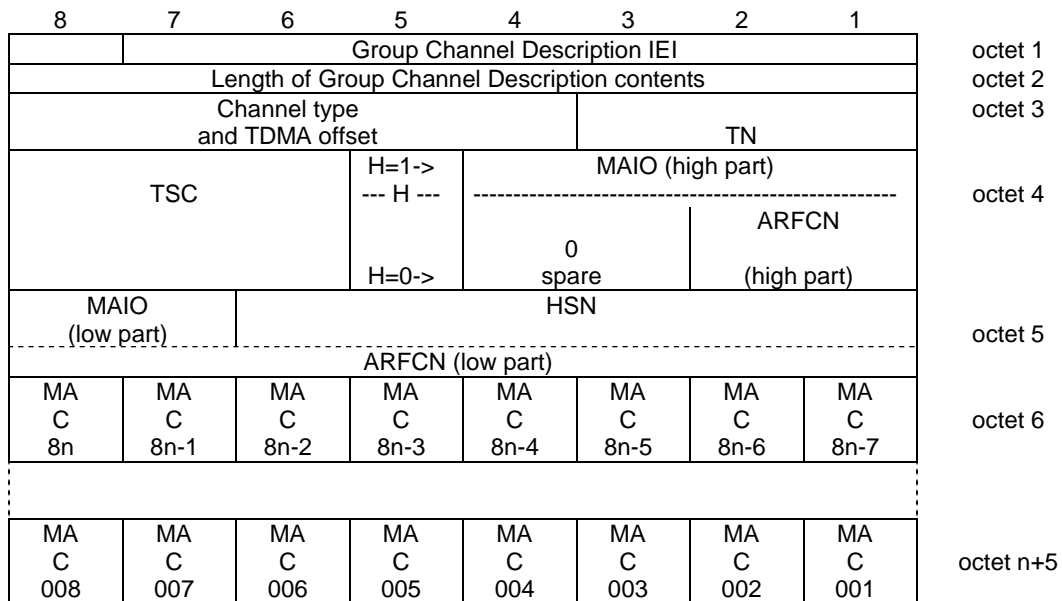 8 7 6 5 4 3 2 1
Group Channel Description IEI octet 1
Length of Group Channel Description contents octet 2
Channel type octet 3
and TDMA offset TN
H=1-> MAIO (high part)
TSC --- H --- ---------------------------------------------------- octet 4
ARFCN
0
H=0-> spare (high part)
MAIO HSN
(low part) octet 5
ARFCN (low part)
MA MA MA MA MA MA MA MA
C C C C C C C C octet 6
8n 8n-1 8n-2 8n-3 8n-4 8n-5 8n-6 8n-7
MA MA MA MA MA MA MA MA
C C C C C C C C octet n+5
008 007 006 005 004 003 002 001